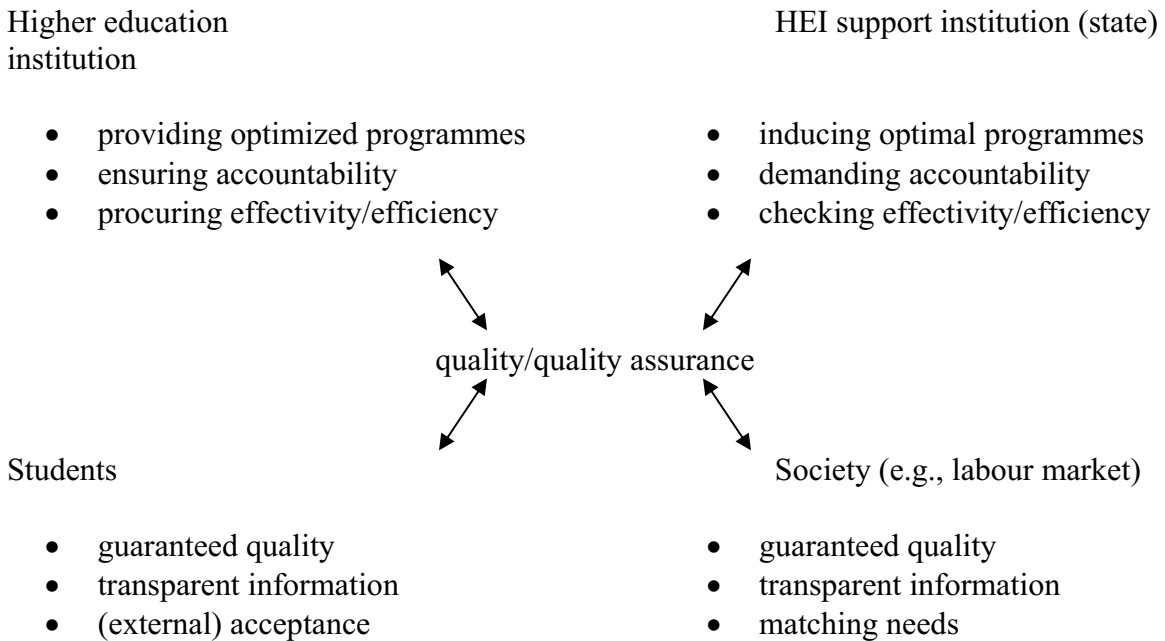 Higher education
institution
HEI support institution (state)
• providing optimized programmes
• ensuring accountability
• procuring effectivity/efficiency
• inducing optimal programmes
• demanding accountability
• checking effectivity/efficiency
quality/quality assurance
Students
• guaranteed quality
• transparent information
• (external) acceptance
Society (e.g., labour market)
• guaranteed quality
• transparent information
• matching needs